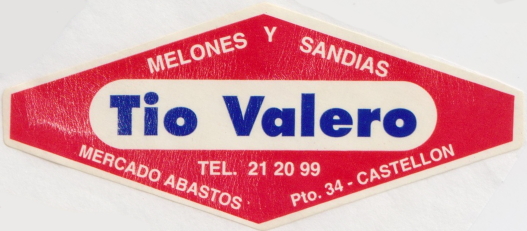 MELONES Y SANDIAS
Tio Valero
TEL. 21 20 99
MERCADO ABASTOS Pto. 34 - CASTELLON